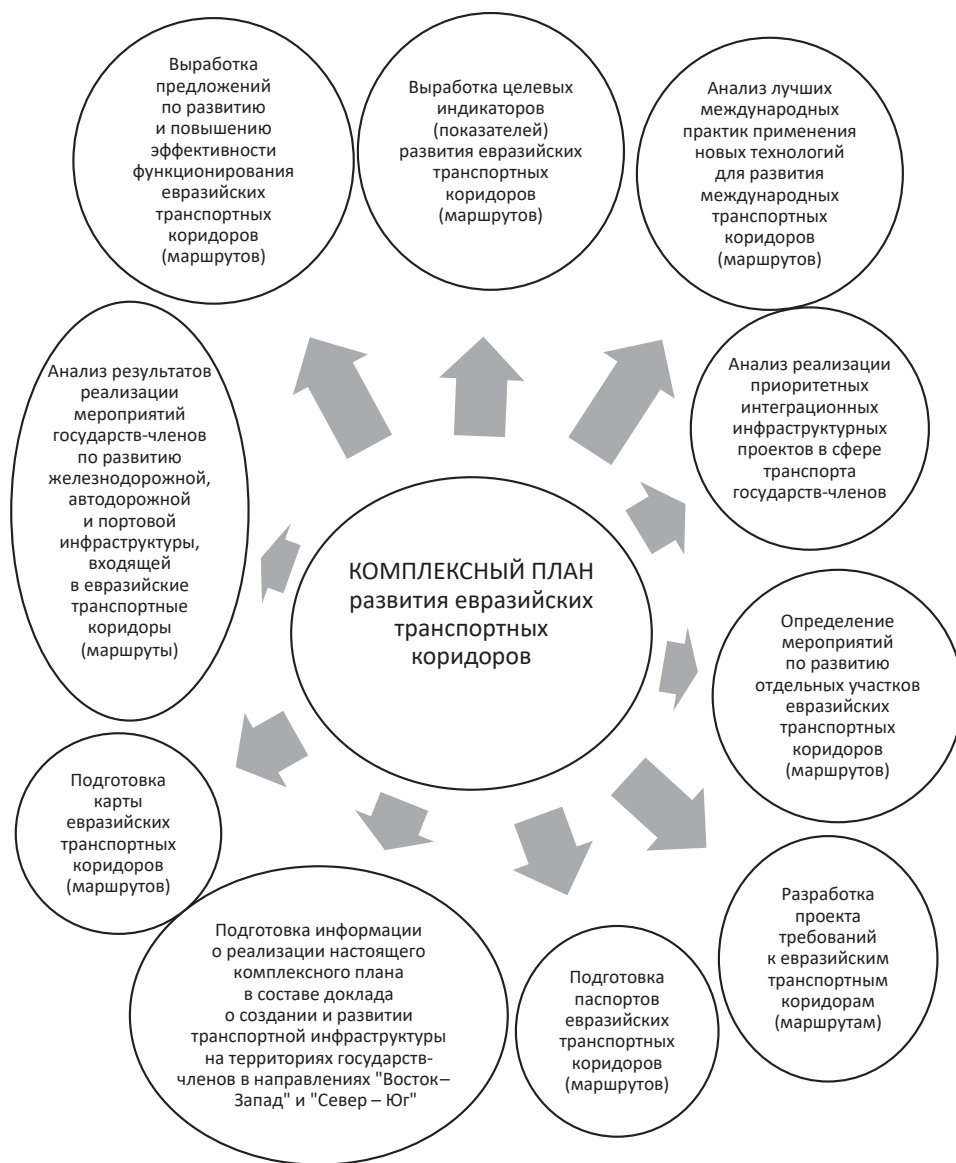 Выработка
предложений
по развитию
и повышению
эффективности
функционирования
евразийских
транспортных
коридоров
(маршрутов)
Выработка целевых
индикаторов
(показателей)
развития евразийских
транспортных
коридоров
(маршрутов)
Анализ лучших
международных
практик применения
новых технологий
для развития
международных
транспортных
коридоров
(маршрутов)
Анализ результатов
реализации
мероприятий
государств-членов
по развитию
железнодорожной,
автодорожной
и портовой
инфраструктуры,
входящей
в евразийские
транспортные
коридоры
(маршруты)
Анализ реализации
приоритетных
интеграционных
инфраструктурных
проектов в сфере
транспорта
государств-членов
КОМПЛЕКСНЫЙ ПЛАН
развития евразийских
транспортных
коридоров
Определение
мероприятий
по развитию
отдельных участков
евразийских
транспортных
коридоров
(маршрутов)
Подготовка
карты
евразийских
транспортных
коридоров
(маршрутов)
Подготовка информации
о реализации настоящего
комплексного плана
в составе доклада
о создании и развитии
транспортной инфраструктуры
на территориях государств-
членов в направлениях "Восток–
Запад" и "Север – Юг"
Подготовка
паспортов
евразийских
транспортных
коридоров
(маршрутов)
Разработка
проекта
требований
к евразийским
транспортным
коридорам
(маршрутам)